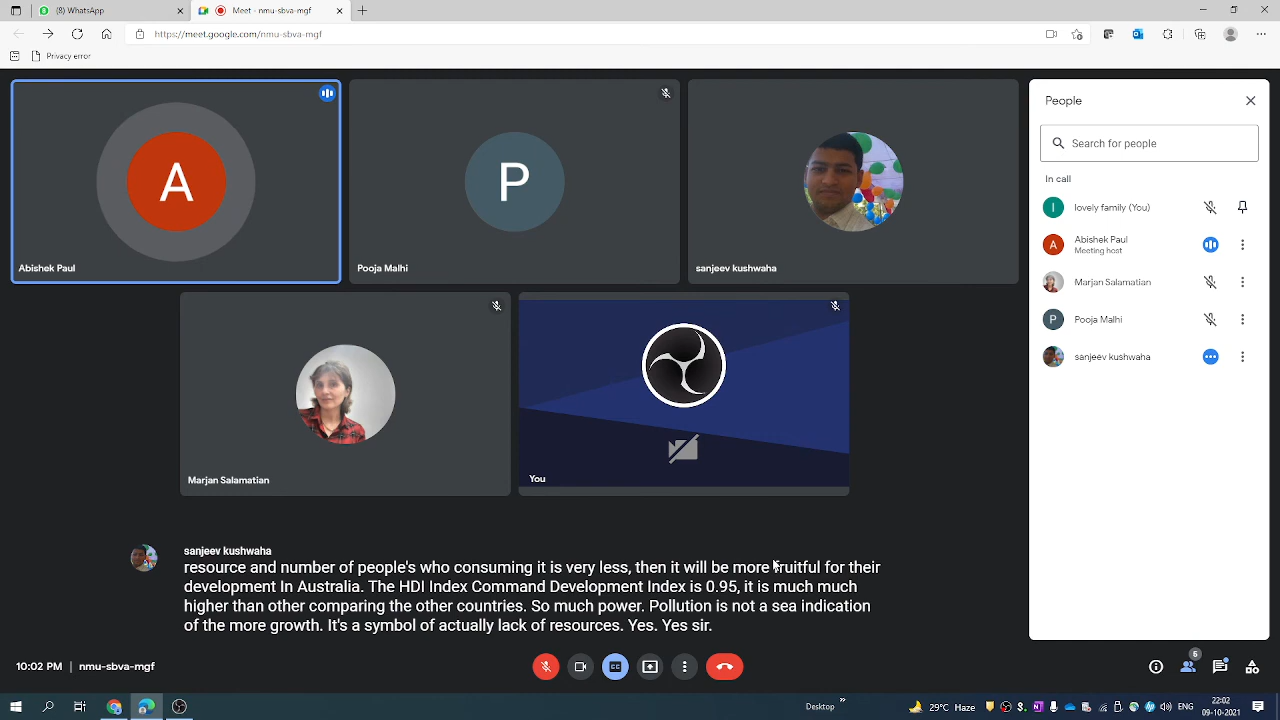 (8) WhatsApp
Meet - nmu-sbva-mgf
https://meet.google.com/nmu-sbva-mgf
Privacy error
A
Abishek Paul
P
Pooja Malhi
sanjeev kushwaha
Marjan Salamatian
You
People
Search for people
In call
lovely family (You)
Abishek Paul
Meeting host
Marjan Salamatian
Pooja Malhi
sanjeev kushwaha
sanjeev kushwaha
resource and number of people's who consuming it is very less, then it will be more fruitful for their
development In Australia. The HDI Index Command Development Index is 0.95, it is much much
higher than other comparing the other countries. So much power. Pollution is not a sea indication
of the more growth. It's a symbol of actually lack of resources. Yes. Yes sir.
10:02 PM | nmu-sbva-mgf
6
Desktop
29°C Haze
ENG
22:02
09-10-2021